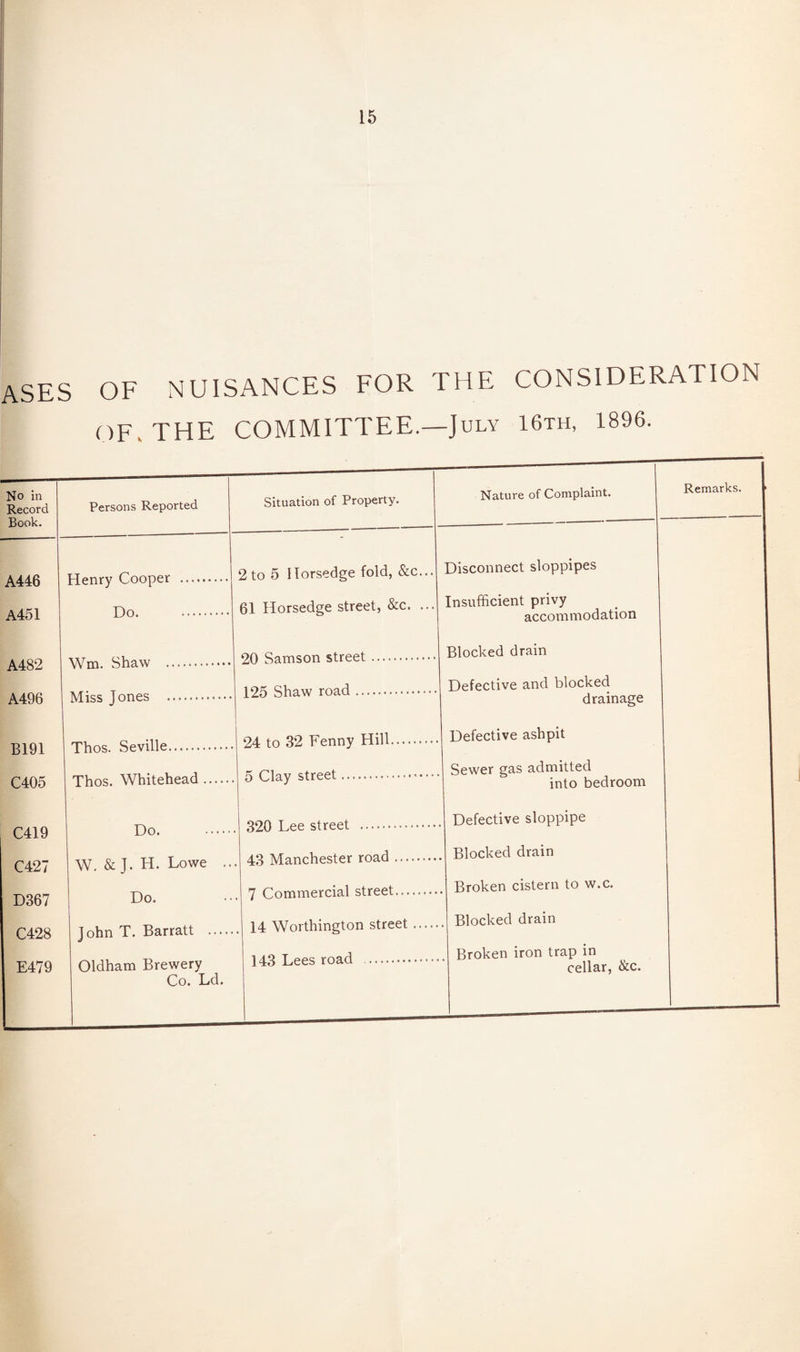 15
ASES OF NUISANCES FOR THE CONSIDERATION
OF. THE COMMITTEE.—July 16th, 1896.
No in Record Book. Persons Reported Situation of Property. Nature of Complaint. Remarks.
A446 Henry Cooper ......... 2 to 5 Horsedge fold, &c... Disconnect sloppipes
A451 Do. ......... 61 Horsedge street, &c. ... Insufficient privy
accommodation
A482 Wm. Shaw ............ 20 Samson street ............ Blocked drain
A496 Miss Jones ............ 125 Shaw road ............... Defective and blocked
drainage
B191 Thos. Seville............ 24 to 32 Fenny Hill......... Defective ashpit
C405 Thos. Whitehead ...... 5 Clay street.................. Sewer gas admitted
into bedroom
C419 Do. ...... 320 Lee street ............... Defective sloppipe
C427 W. & J. H. Lowe ... 43 Manchester road ......... Blocked drain
D367 Do. ... 7 Commercial street......... Broken cistern to w.c.
C428 John T. Barratt ...... 14 Worthington street ...... Blocked drain
E479 Oldham Brewery 143 Lees road ............... Broken iron trap in
Co. Ld. cellar, &c.